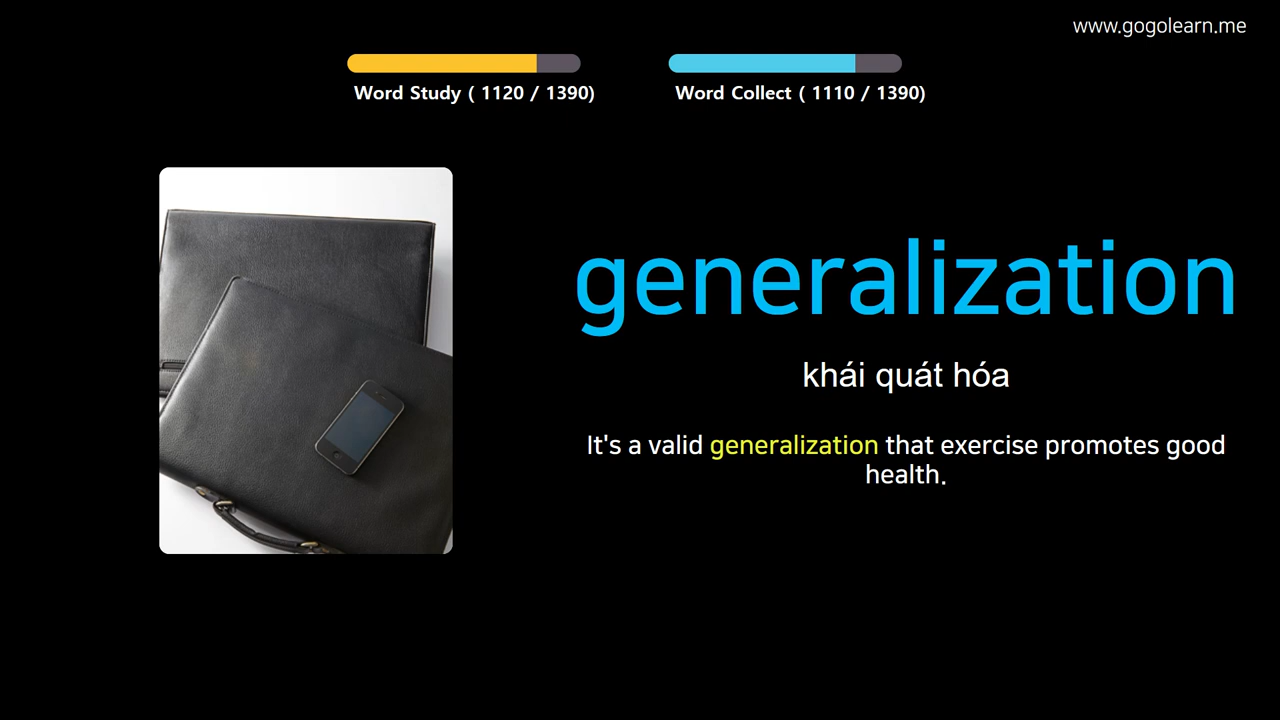 www.gogolearn.me
Word Study ( 1120 / 1390)
Word Collect ( 1110 / 1390)
generalization
khái quát hóa
It's a valid generalization that exercise promotes good
health.